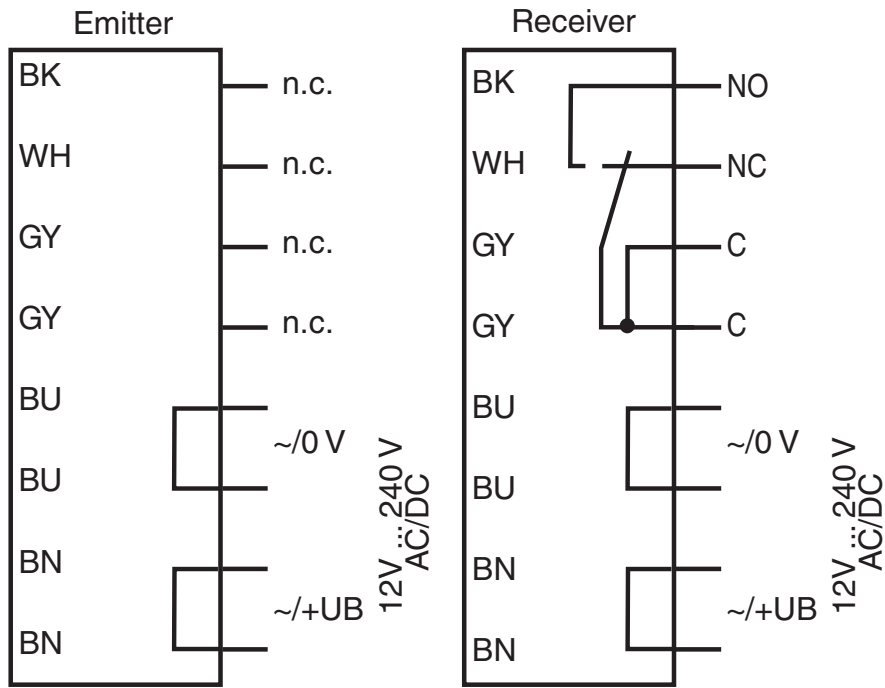 Emitter
BK n.c.
WH n.c.
GY n.c.
GY n.c.
BU
~/0 V
BU
BN
~/+UB
BN
12V ... 240 V
AC/DC
Receiver
BK NO
WH NC
GY C
GY C
BU
~/0 V
BU
BN
~/+UB
BN
12V ... 240 V
AC/DC